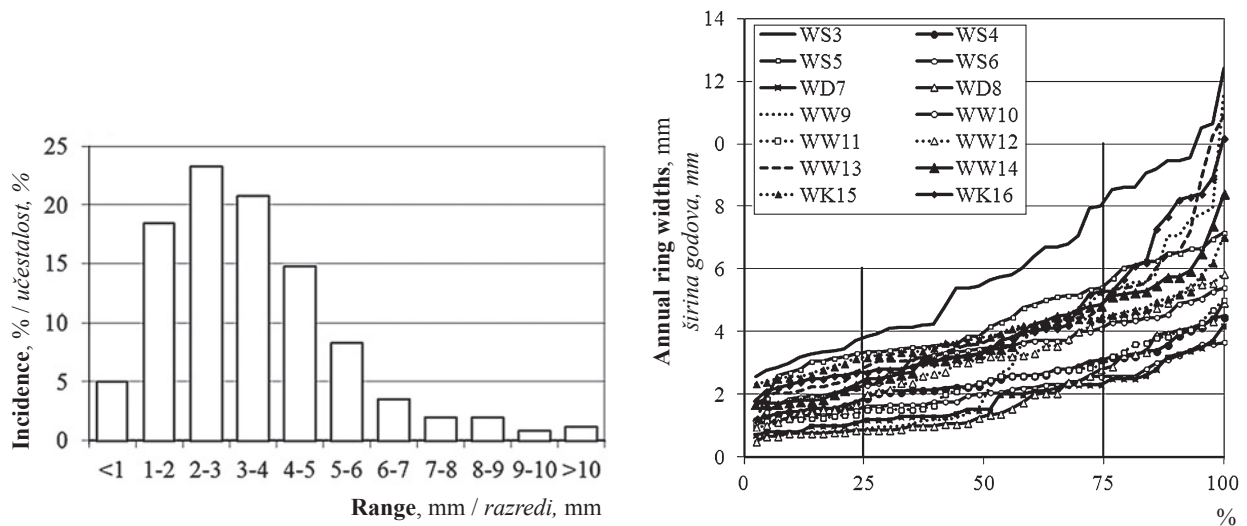 Incidence, % / učestalost, %
25
20
15
10
5
0
<1 1-2 2-3 3-4 4-5 5-6 6-7 7-8 8-9 9-10 >10
Range, mm / razredi, mm
Annual ring widths, mm
širina godova, mm
14
12
0
8
6
4
2
0
WS3 WS4
WS5 WS6
WD7 WD8
WW9 WW10
WW11 WW12
WW13 WW14
WK15 WK16
0 25 50 75 100
%